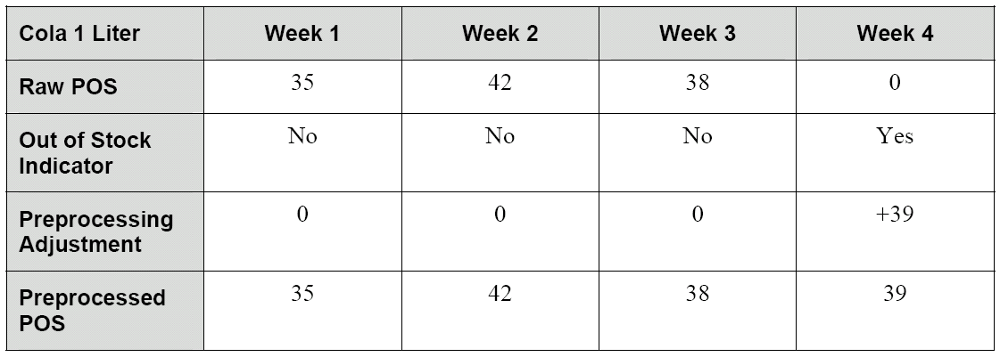 Cola 1 Liter Week 1 Week 2 Week 3 Week 4
Raw POS 35 42 38 0
Out of Stock No No No Yes
Indicator
Preprocessing 0 0 0 +39
Adjustment
Preprocessed 35 42 38 39
POS